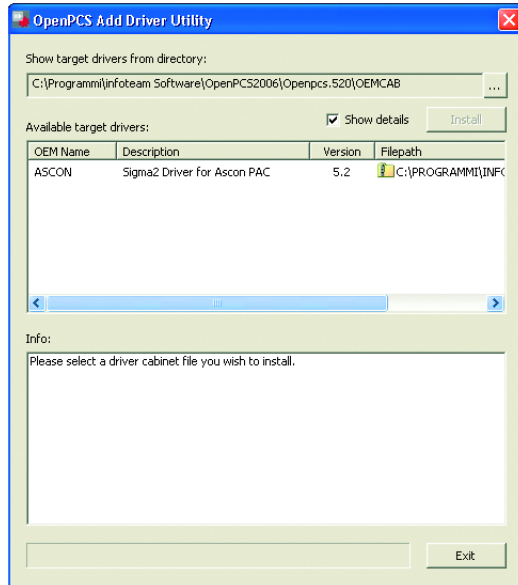 OpenPCS Add Driver Utility
Show target drivers from directory:
C:\Programmi\infoteam Software\OpenPCS2006\Openpcs.520\OEMCAB
...
Available target drivers:
Show details
Install
OEM Name Description Version Filepath
ASCON Sigma2 Driver for Ascon PAC 5.2 C:\PROGRAMMI\INFO
Info:
Please select a driver cabinet file you wish to install.
Exit